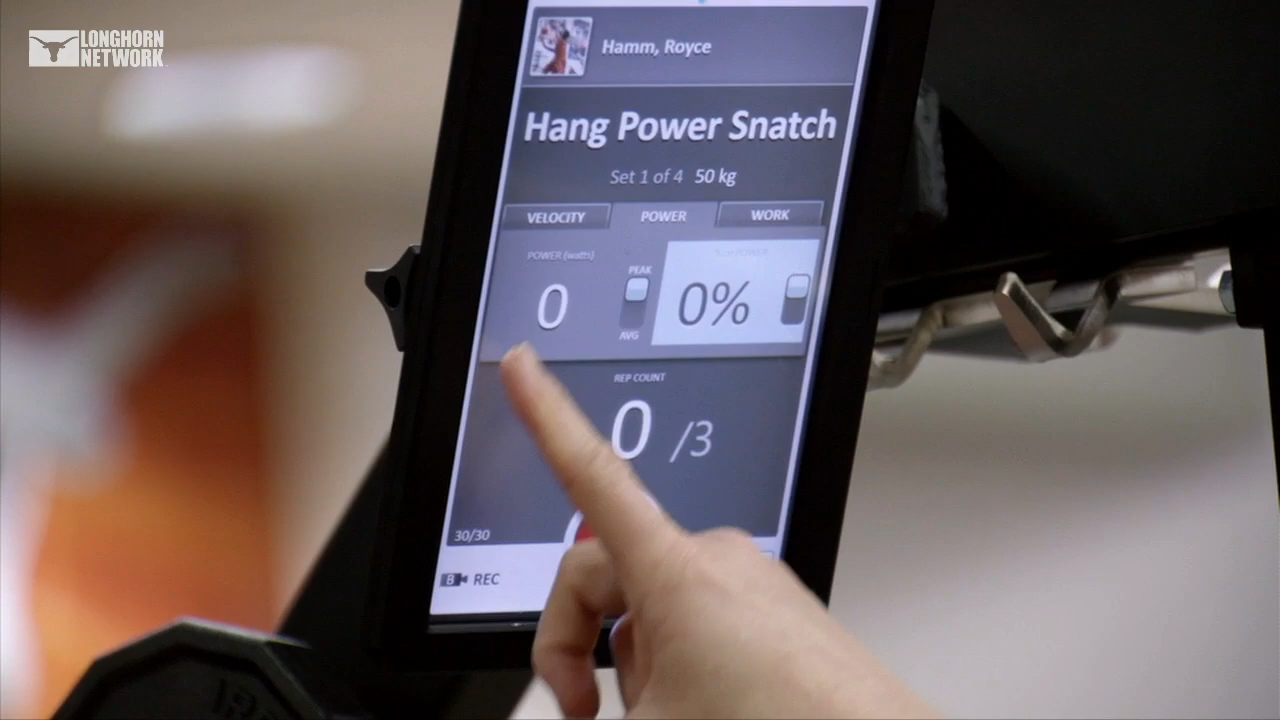 LONGHORN
NETWORK
Hamm, Royce
Hang Power Snatch
Set 1 of 4 50 kg
VELOCITY POWER WORK
POWER (watts)
PEAK
0
0%
AVG
REP COUNT
0 /3
30/30
B REC